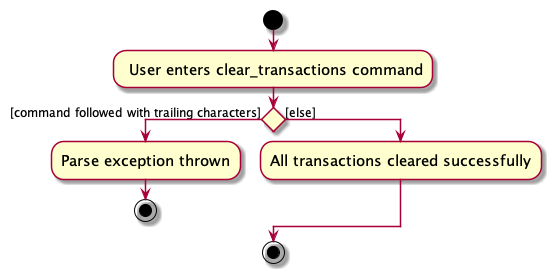 User enters clear_transactions command
[command followed with trailing characters]
[else]
Parse exception thrown
All transactions cleared successfully